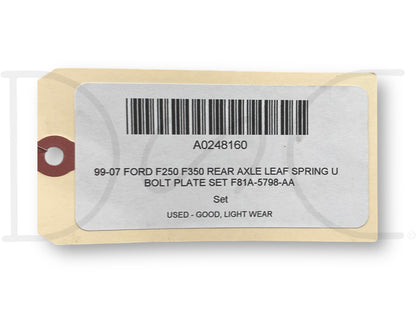 A0248160
99-07 FORD F250 F350 REAR AXLE LEAF SPRING U
BOLT PLATE SET F81A-5798-AA
Set
USED - GOOD, LIGHT WEAR